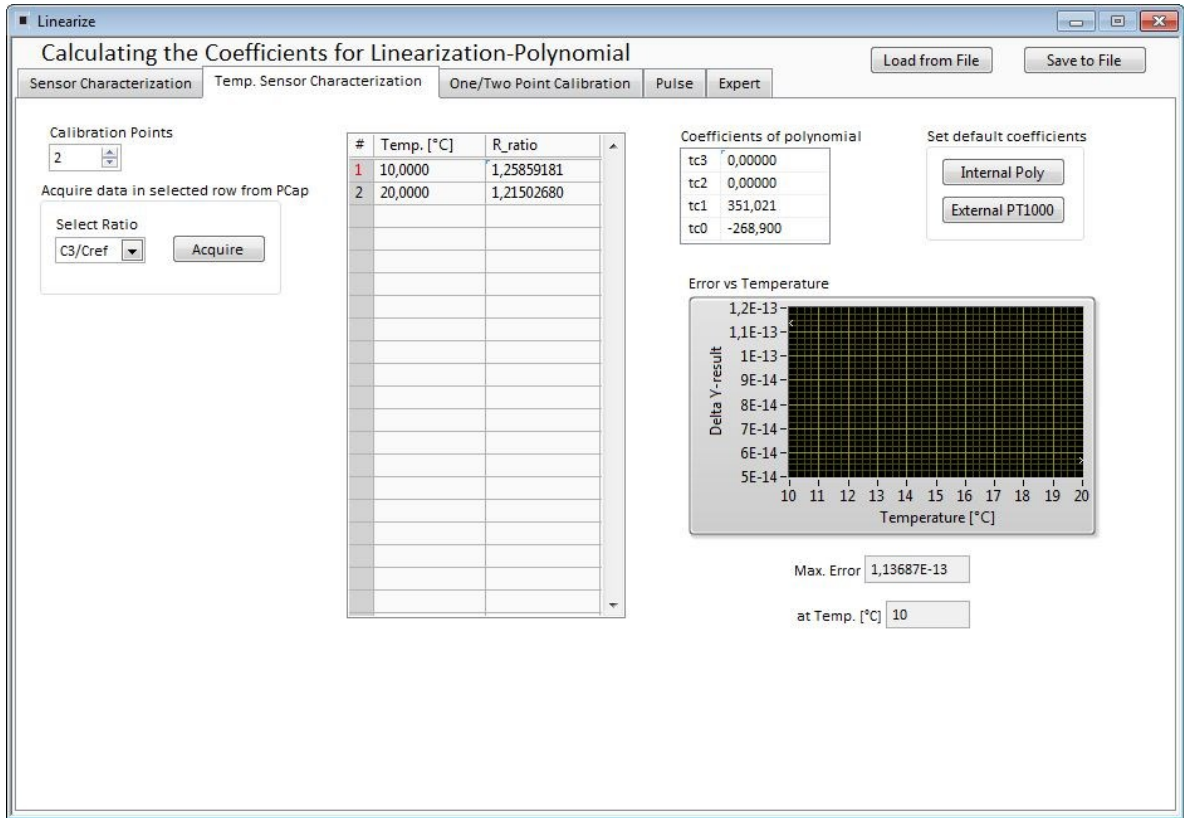 Linearize
Calculating the Coefficients for Linearization-Polynomial
Load from File
Save to File
Sensor Characterization
Temp. Sensor Characterization
One/Two Point Calibration
Pulse
Expert
Calibration Points
2
Acquire data in selected row from PCap
Select Ratio
C3/Cref
Acquire
# Temp. [°C] R_ratio
1 10,0000 1,25859181
2 20,0000 1,21502680
Coefficients of polynomial
tc3 0,00000
tc2 0,00000
tc1 351,021
tc0 -268,900
Set default coefficients
Internal Poly
External PT1000
Error vs Temperature
Delta Y-result
1,2E-13
1,1E-13
1E-13
9E-14
8E-14
7E-14
6E-14
5E-14
10 11 12 13 14 15 16 17 18 19 20
Temperature [°C]
Max. Error 1,13687E-13
at Temp. [°C] 10